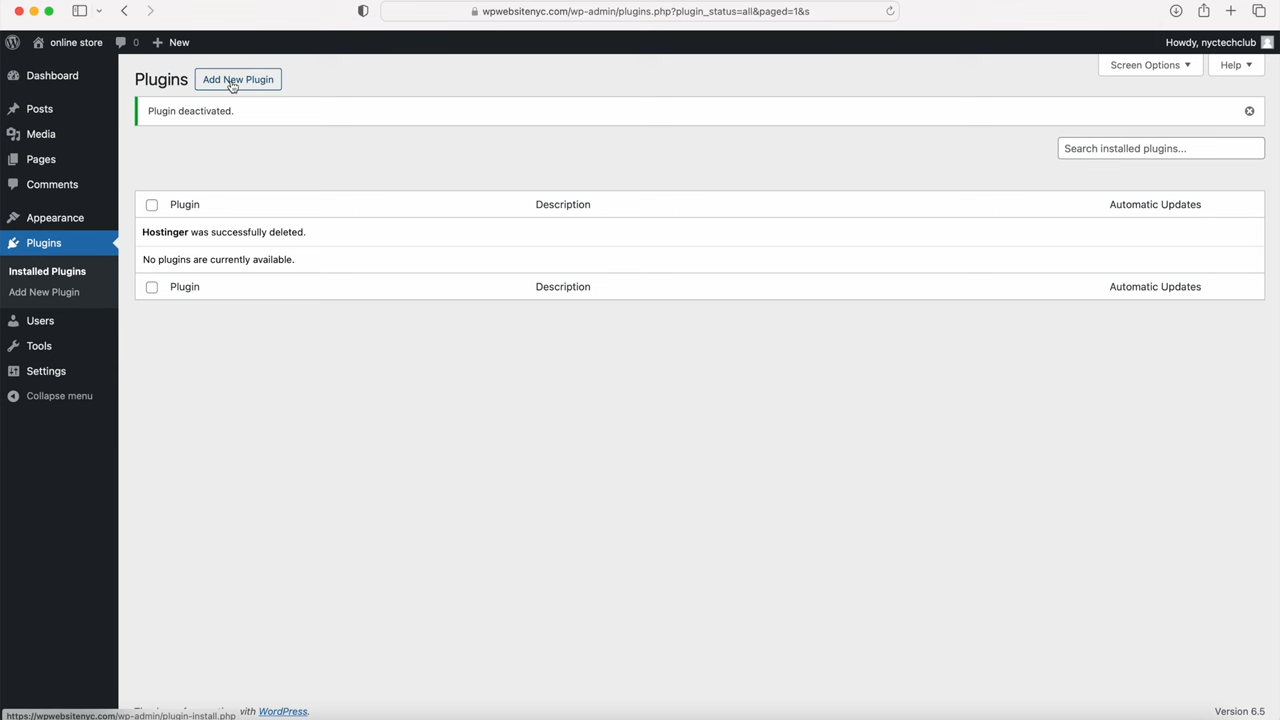 wpwebsitenyc.com/wp-admin/plugins.php?plugin_status=all&paged=1&s
online store
0
New
Howdy, nyctechclub
Dashboard
Posts
Media
Pages
Comments
Appearance
Plugins
Installed Plugins
Add New Plugin
Users
Tools
Settings
Collapse menu
Plugins
Add New Plugin
Screen Options
Help
Plugin deactivated.
Search installed plugins...
Plugin Description Automatic Updates
Hostinger was successfully deleted.
No plugins are currently available.
Plugin Description Automatic Updates
https://wpwebsitenyc.com/wp-admin/plugin-install.php
with WordPress.
Version 6.5